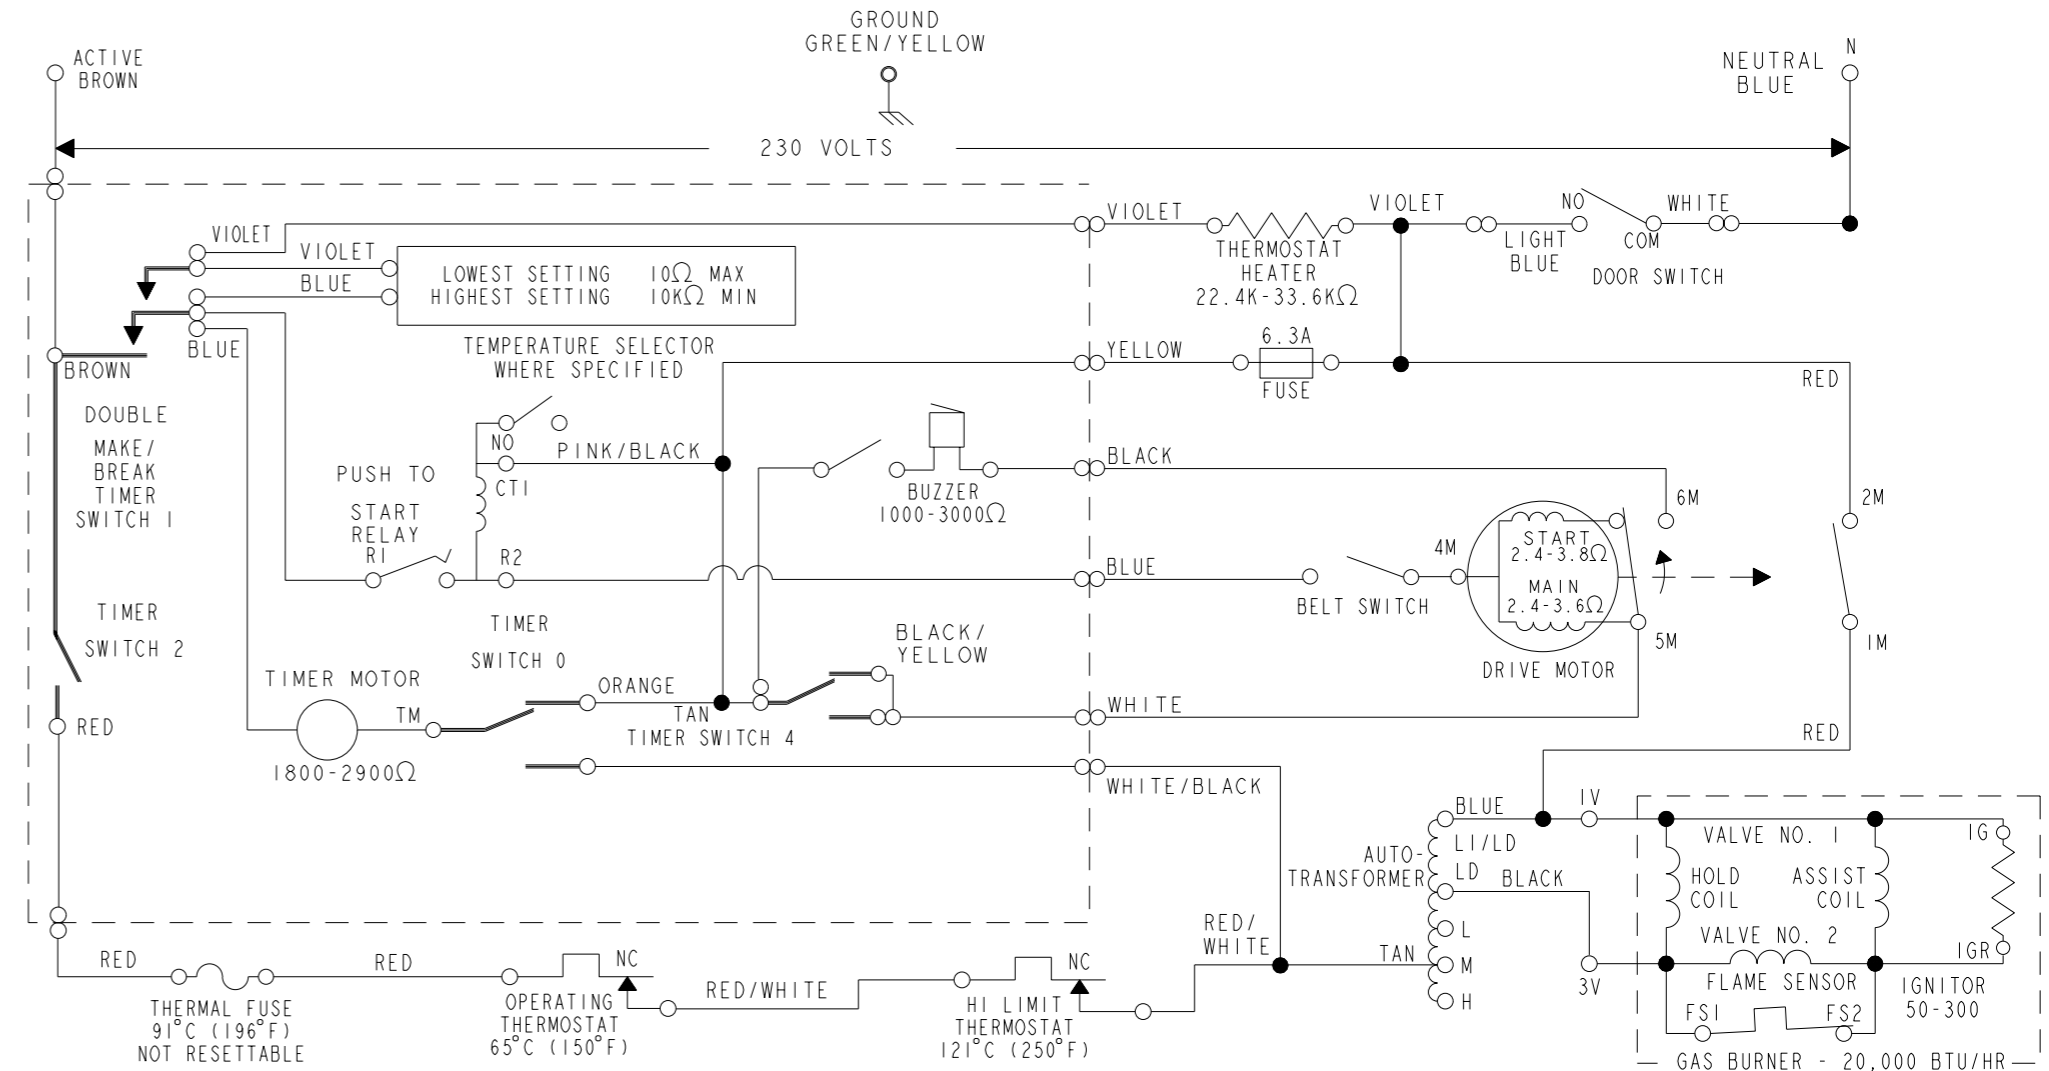 GROUND
GREEN/YELLOW
ACTIVE
BROWN
N
NEUTRAL
BLUE
230 VOLTS
VIOLET
VIOLET
BLUE
BLUE
BROWN
LOWEST SETTING 10Ω MAX
HIGHEST SETTING 10KΩ MIN
TEMPERATURE SELECTOR
WHERE SPECIFIED
VIOLET
THERMOSTAT
HEATER
22.4K-33.6KΩ
VIOLET
LIGHT
BLUE
NO
COM
WHITE
DOOR SWITCH
YELLOW
6.3A
FUSE
RED
DOUBLE
MAKE/
BREAK
TIMER
SWITCH 1
PUSH TO
START
RELAY
R1
NO
PINK/BLACK
CT1
R2
BUZZER
1000-3000Ω
BLACK
6M
2M
BLUE
BELT SWITCH
4M
START
2.4-3.8Ω
MAIN
2.4-3.6Ω
DRIVE MOTOR
5M
1M
TIMER
SWITCH 2
TIMER
SWITCH 0
BLACK/
YELLOW
TIMER MOTOR
TM
1800-2900Ω
ORANGE
TAN
TIMER SWITCH 4
WHITE
RED
RED
WHITE/BLACK
BLUE
L1/LD
AUTO-
TRANSFORMER
LD
BLACK
L
TAN
M
H
1V
3V
VALVE NO. 1
HOLD
COIL
ASSIST
COIL
1G
VALVE NO. 2
1GR
FLAME SENSOR
IGNITOR
50-300
FS1
FS2
GAS BURNER - 20,000 BTU/HR
RED
THERMAL FUSE
91°C (196°F)
NOT RESETTABLE
RED
NC
OPERATING
THERMOSTAT
65°C (150°F)
RED/WHITE
NC
HI LIMIT
THERMOSTAT
121°C (250°F)
RED/
WHITE